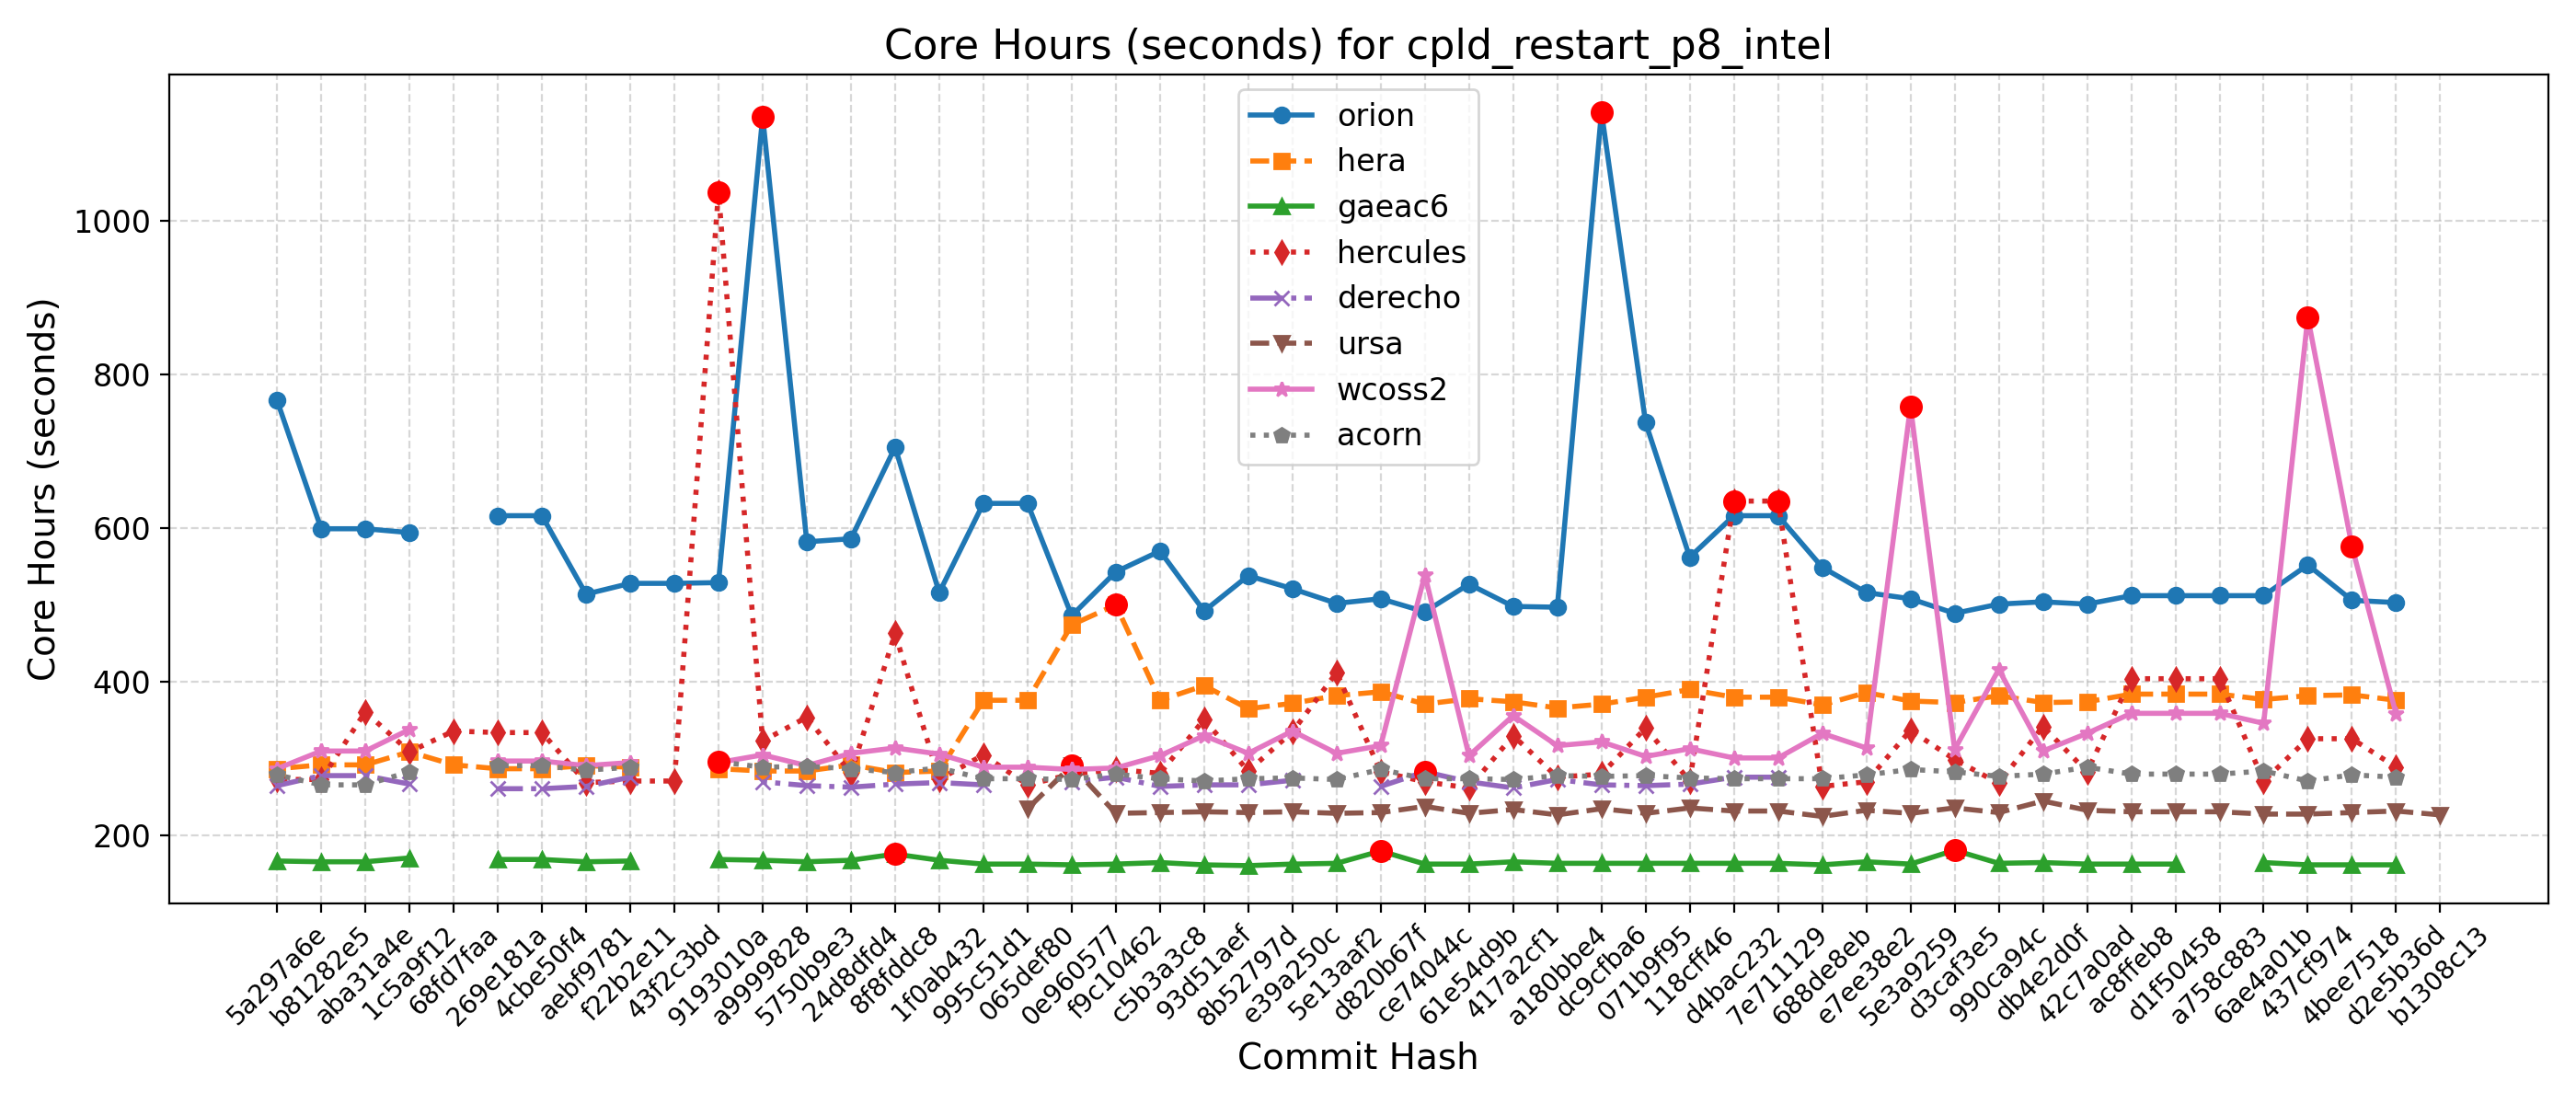 Core Hours (seconds) for cpld_restart_p8_intel
Core Hours (seconds)
1000
800
600
400
200
orion
hera
gaeac6
hercules
derecho
ursa
wcoss2
acorn
5a297a6e
b81282e5
aba31a4e
1c5a9f12
68fd7faa
269e181a
4cbe50f4
aebf9781
f22b2e11
43f2c3bd
9193010a
a9999828
5750b9e3
24d8dfd4
8f8fddc8
1f0ab432
995c51d1
065def80
0e960577
f9c10462
c5b3a3c8
93d51aef
8b52797d
e39a250c
5e13aaf2
d820b67f
ce74044c
61e54d9b
417a2cf1
a180bbe4
dc9cfba6
071b9f95
118cff46
d4bac232
7e711129
688de8eb
e7ee38e2
5e3a9259
d3caf3e5
990ca94c
db4e2d0f
42c7a0ad
ac8ffeb8
d1f50458
a758c883
6ae4a01b
437cf974
4bee7518
d2e5b36d
b1308c13
Commit Hash